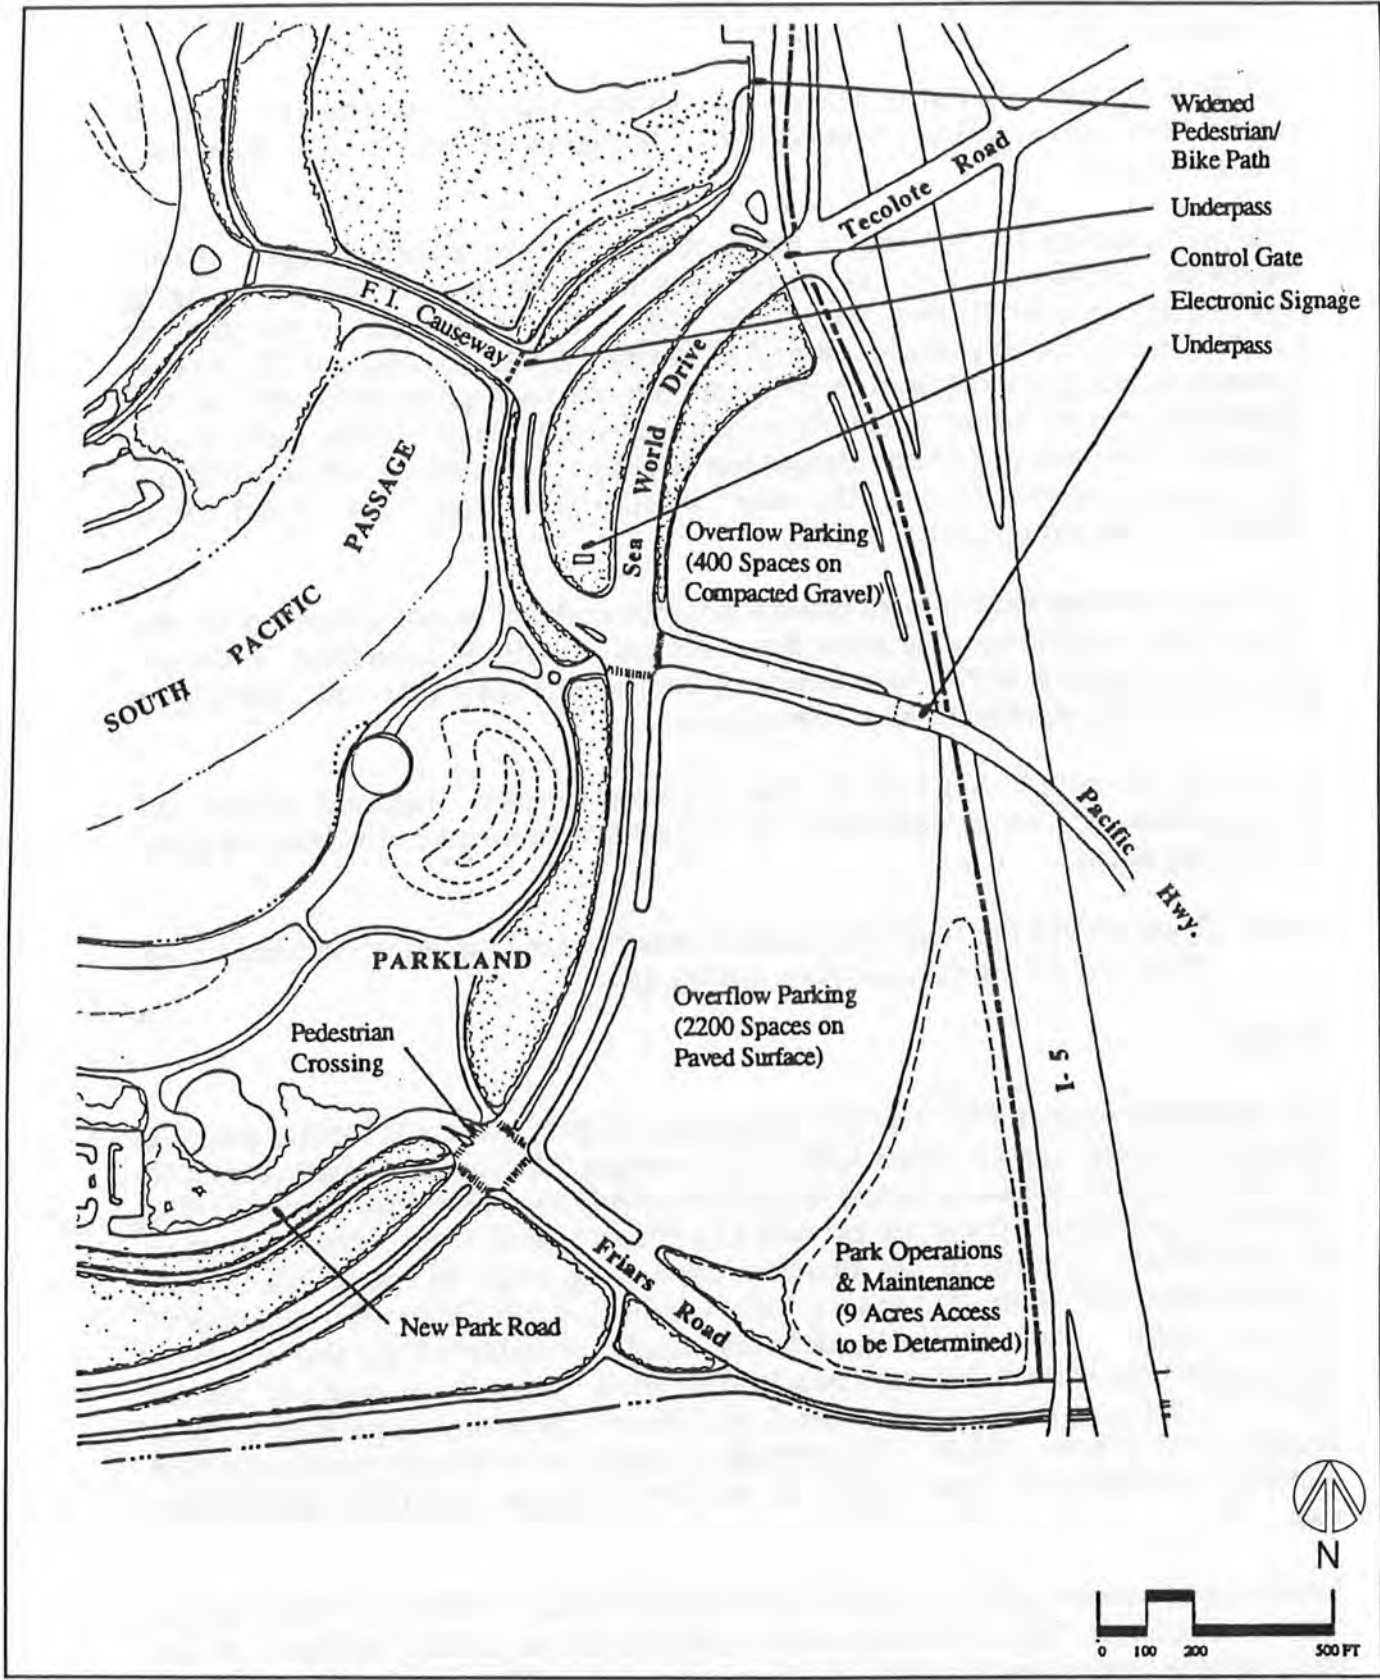 Widened
Pedestrian/
Bike Path
Tecolote Road
Underpass
Control Gate
Electronic Signage
Underpass
F. I. Causeway
Sea World Drive
SOUTH PACIFIC PASSAGE
Overflow Parking
(400 Spaces on
Compacted Gravel)
Pacific Hwy.
PARKLAND
Overflow Parking
(2200 Spaces on
Paved Surface)
Pedestrian
Crossing
I-5
Friars Road
Park Operations
& Maintenance
(9 Acres Access
to be Determined)
New Park Road
N
0 100 200 500 FT